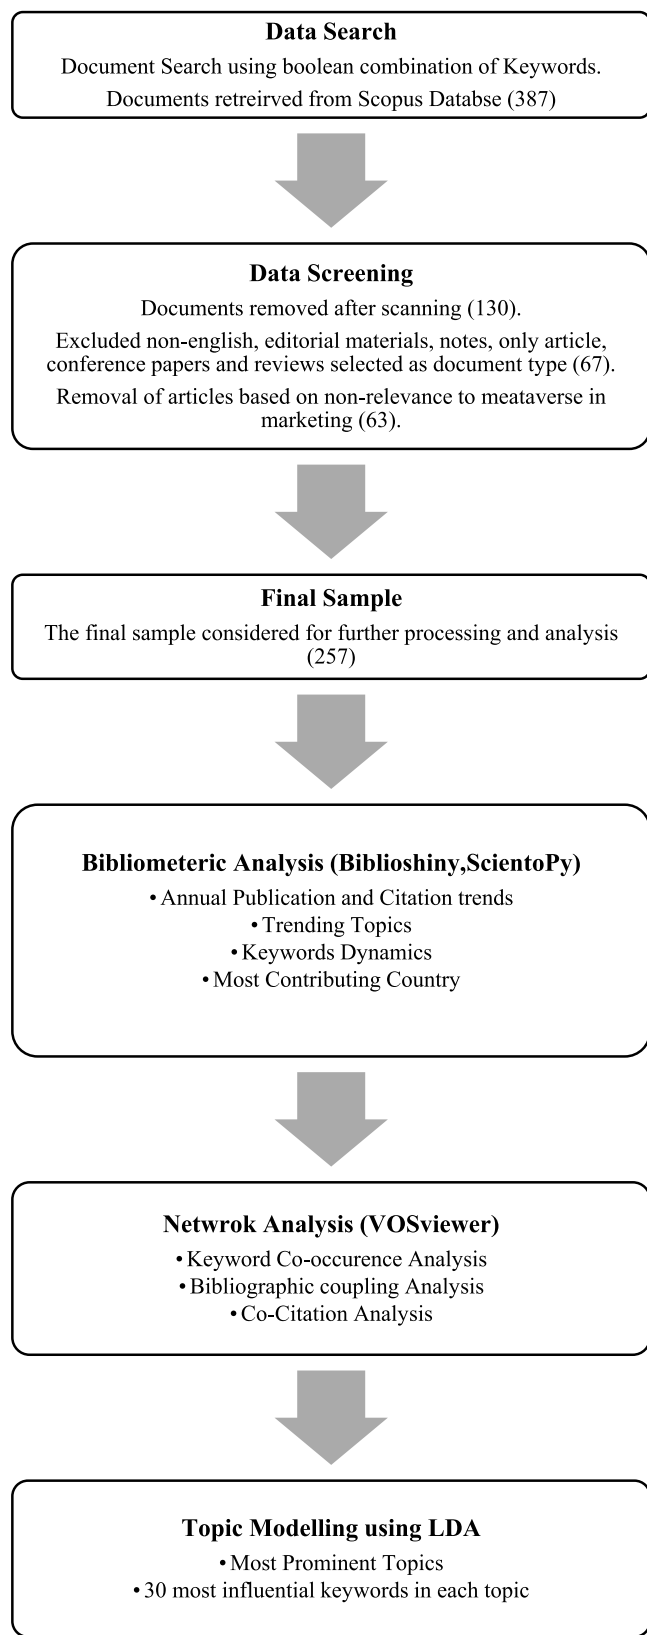 Data Search
Document Search using boolean combination of Keywords.
Documents retreirved from Scopus Databse (387)
Data Screening
Documents removed after scanning (130).
Excluded non-english, editorial materials, notes, only article,
conference papers and reviews selected as document type (67).
Removal of articles based on non-relevance to meataverse in
marketing (63).
Final Sample
The final sample considered for further processing and analysis
(257)
Bibliometeric Analysis (Biblioshiny,ScientoPy)
• Annual Publication and Citation trends
• Trending Topics
• Keywords Dynamics
• Most Contributing Country
Netwrok Analysis (VOSviewer)
• Keyword Co-occurence Analysis
• Bibliographic coupling Analysis
• Co-Citation Analysis
Topic Modelling using LDA
• Most Prominent Topics
• 30 most influential keywords in each topic